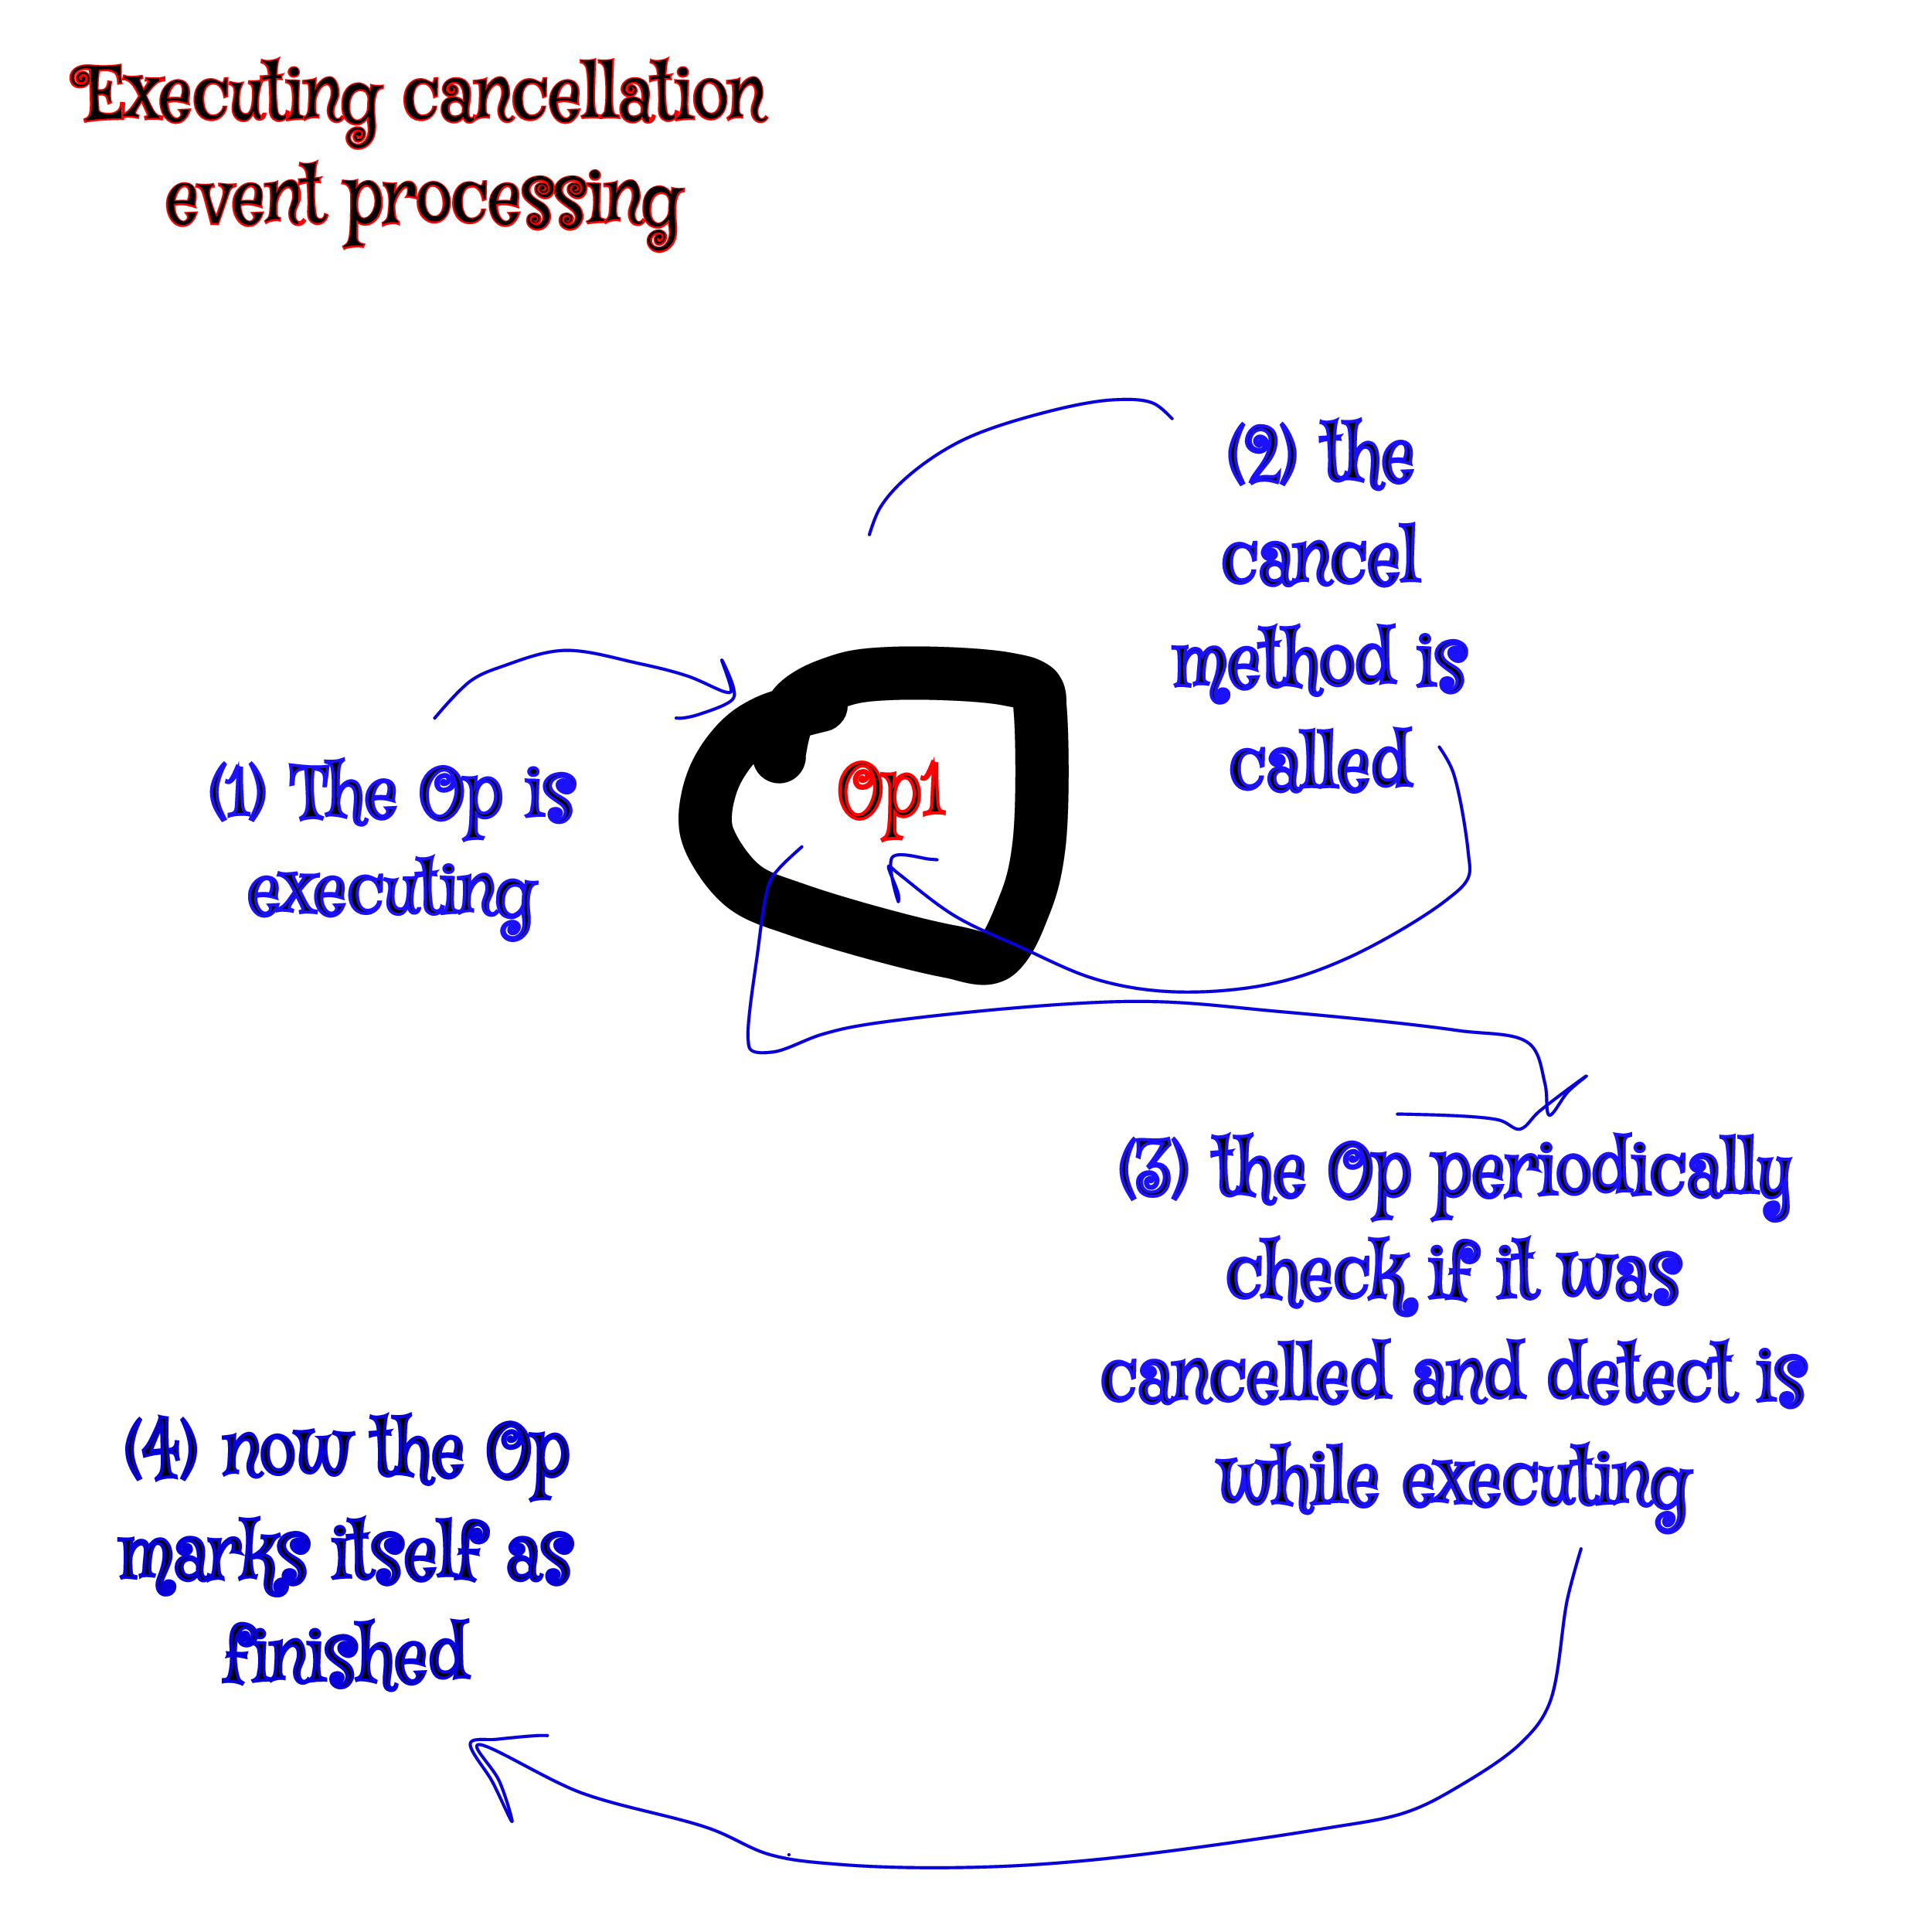 Executing cancellation
event processing
(2) the
cancel
method is
called
(1) The Op is
executing
Op1
(3) the Op periodically
check if it was
cancelled and detect is
while executing
(4) now the Op
marks itself as
finished